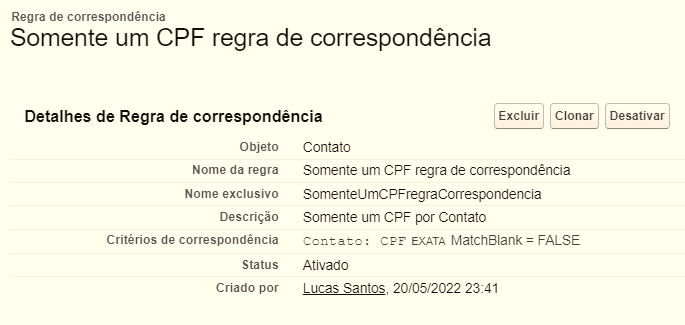 Regra de correspondência
Somente um CPF regra de correspondência
Detalhes de Regra de correspondência Excluir Clonar Desativar
Objeto Contato
Nome da regra Somente um CPF regra de correspondência
Nome exclusivo SomenteUmCPFregraCorrespondencia
Descrição Somente um CPF por Contato
Critérios de correspondência Contato: CPF EXATA MatchBlank = FALSE
Status Ativado
Criado por Lucas Santos, 20/05/2022 23:41